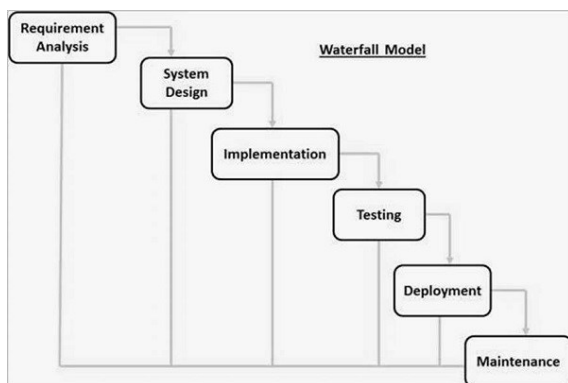 Requirement
Analysis
Waterfall Model
System
Design
Implementation
Testing
Deployment
Maintenance